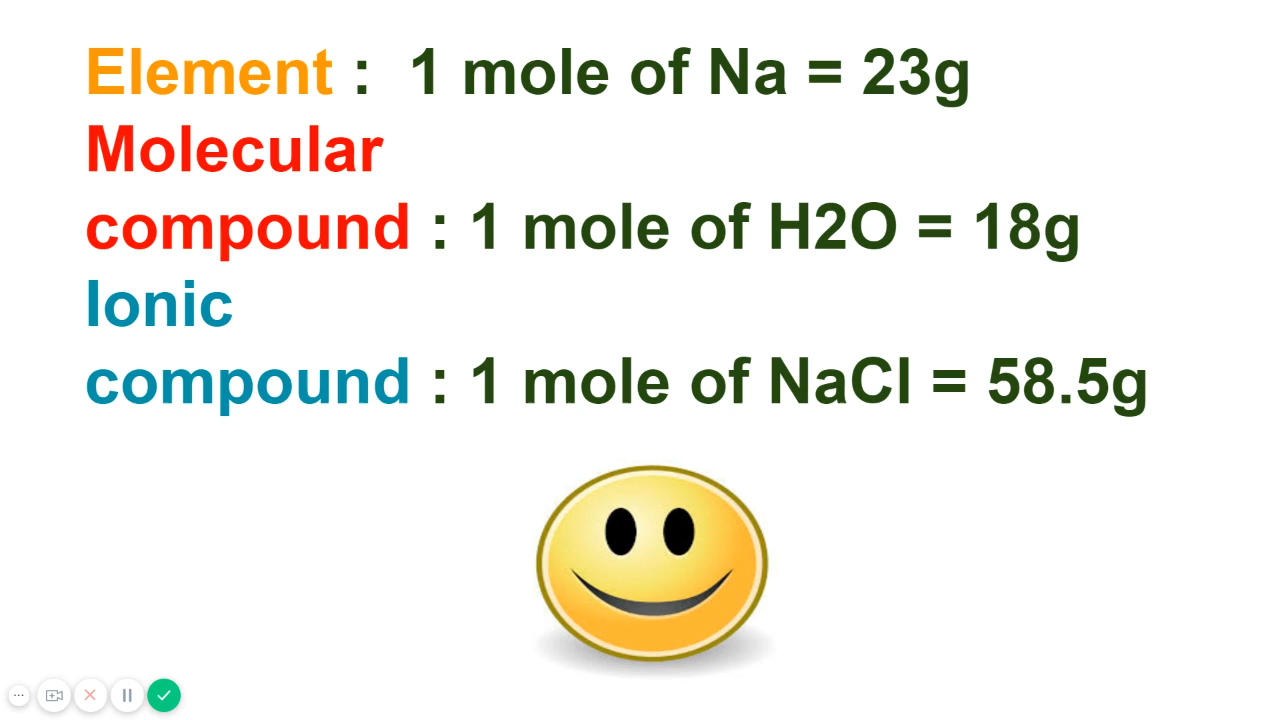 Element :  1 mole of Na = 23g
Molecular
compound : 1 mole of H2O = 18g
Ionic
compound : 1 mole of NaCl = 58.5g